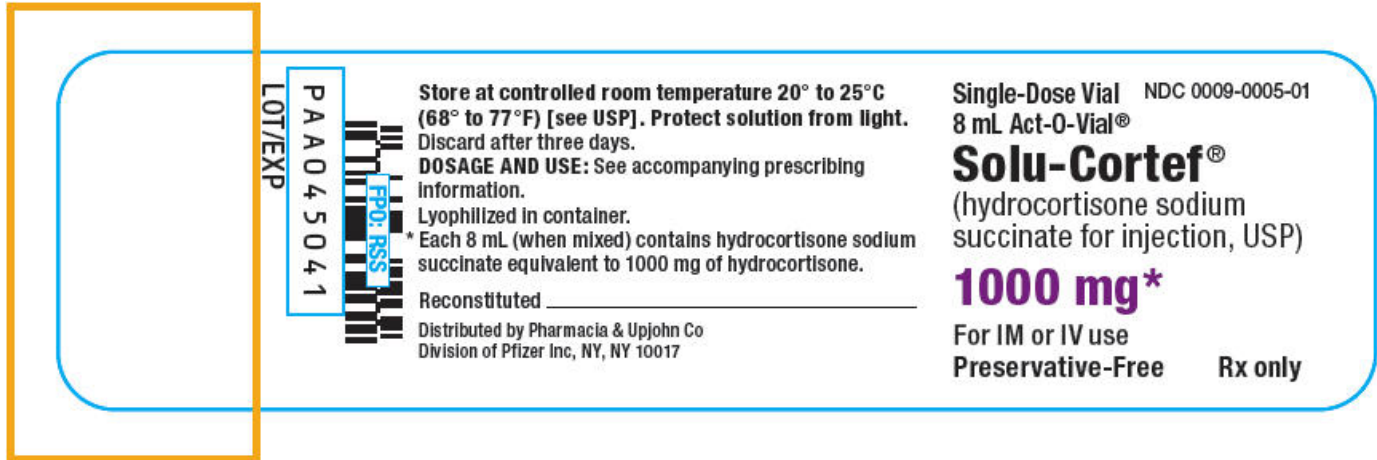 LOT/EXP
PAA045041
FPO: RSS
Store at controlled room temperature 20° to 25°C
(68° to 77°F) [see USP]. Protect solution from light.
Discard after three days.
DOSAGE AND USE: See accompanying prescribing
information.
Lyophilized in container.
* Each 8 mL (when mixed) contains hydrocortisone sodium
succinate equivalent to 1000 mg of hydrocortisone.
Reconstituted
Distributed by Pharmacia & Upjohn Co
Division of Pfizer Inc, NY, NY 10017
Single-Dose Vial NDC 0009-0005-01
8 mL Act-O-Vial®
Solu-Cortef®
(hydrocortisone sodium
succinate for injection, USP)
1000 mg*
For IM or IV use
Preservative-Free Rx only